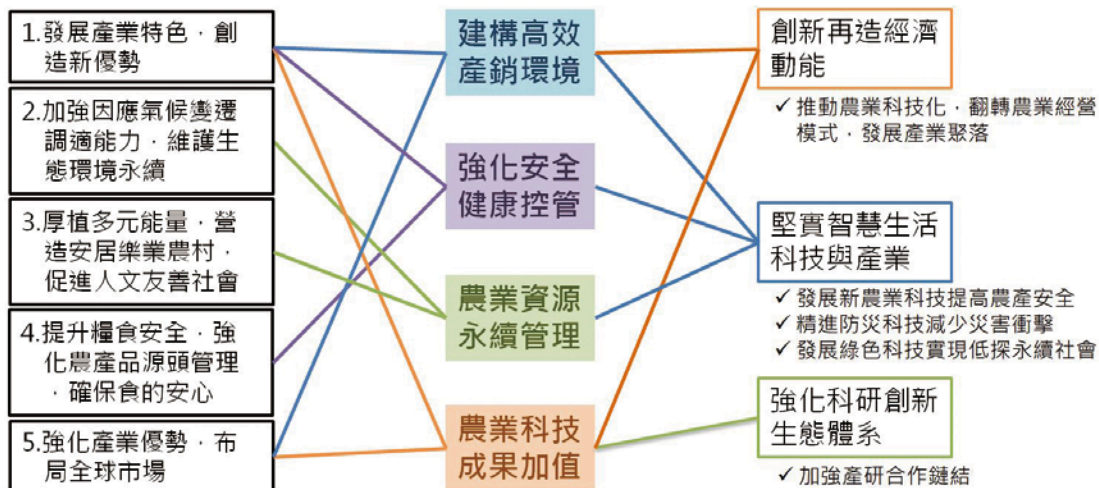 1.發展產業特色，創
造新優勢
2.加強因應氣候變遷
調適能力，維護生
態環境永續
3.厚植多元能量，營
造安居樂業農村，
促進人文友善社會
4.提升糧食安全，強
化農產品源頭管理
，確保食的安心
5.強化產業優勢，布
局全球市場
建構高效
產銷環境
強化安全
健康控管
農業資源
永續管理
農業科技
成果加值
創新再造經濟
動能
✓ 推動農業科技化，翻轉農業經營
模式，發展產業聚落
堅實智慧生活
科技與產業
✓ 發展新農業科技提高農產安全
✓ 精進防災科技減少災害衝擊
✓ 發展綠色科技實現低探永續社會
強化科研創新
生態體系
✓ 加強產研合作鏈結